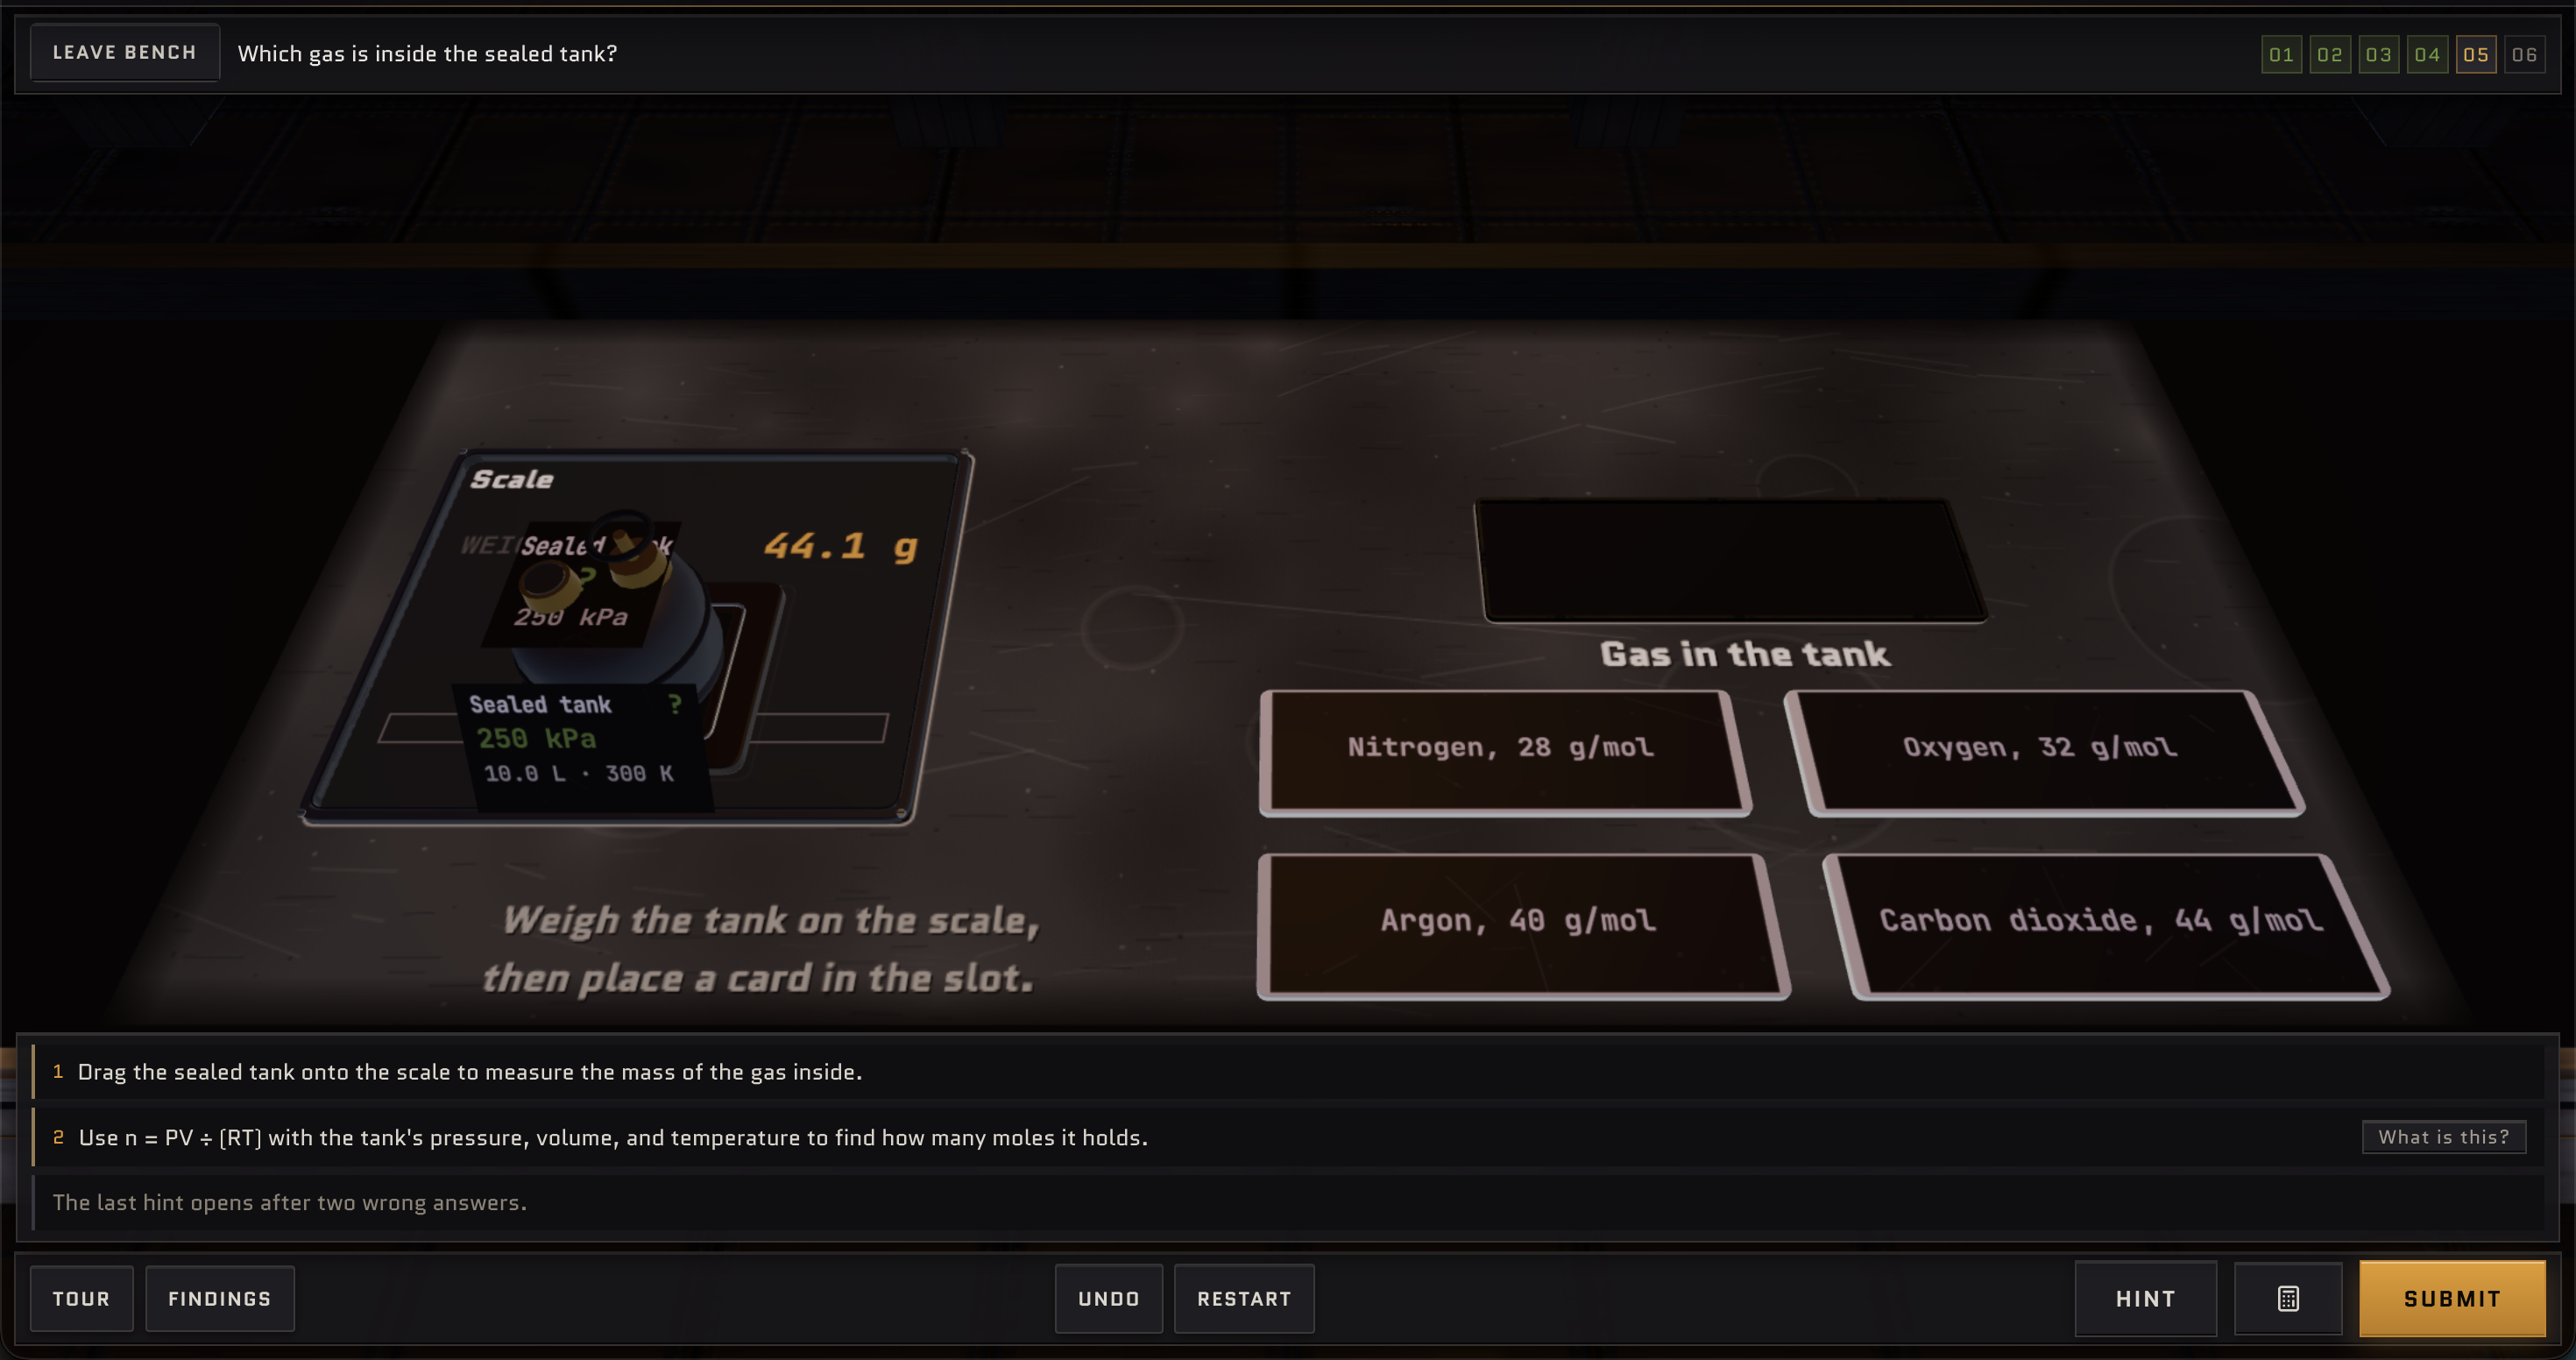 LEAVE BENCH
Which gas is inside the sealed tank?
01 02 03 04 05 06
Scale
44.1 g
Sealed
?
250 kPa
Sealed tank ?
250 kPa
10.0 L · 300 K
Gas in the tank
Nitrogen, 28 g/mol
Oxygen, 32 g/mol
Argon, 40 g/mol
Carbon dioxide, 44 g/mol
Weigh the tank on the scale,
then place a card in the slot.
1 Drag the sealed tank onto the scale to measure the mass of the gas inside.
2 Use n = PV ÷ (RT) with the tank's pressure, volume, and temperature to find how many moles it holds.
What is this?
The last hint opens after two wrong answers.
TOUR
FINDINGS
UNDO
RESTART
HINT
SUBMIT